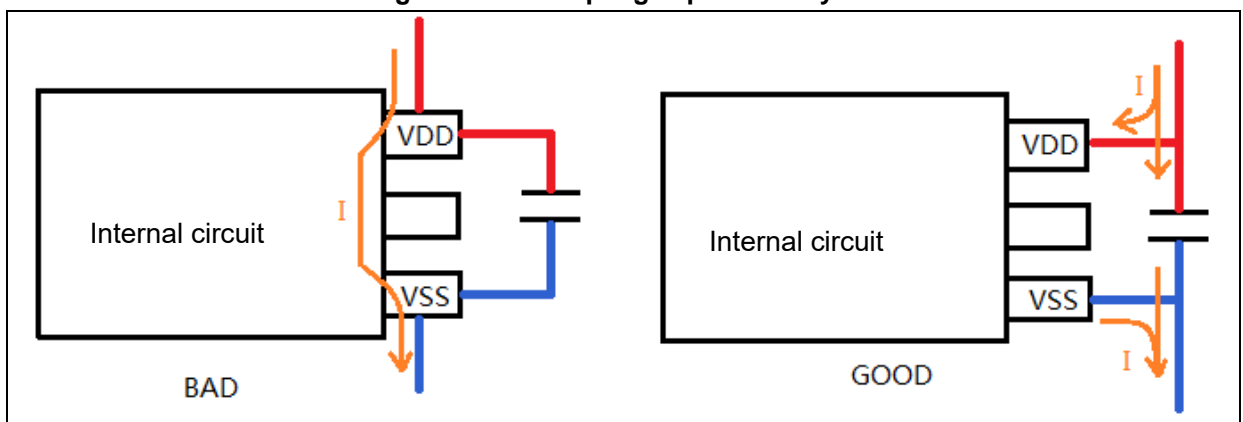 VDD
I
Internal circuit
VSS
BAD
I
VDD
Internal circuit
VSS
I
GOOD